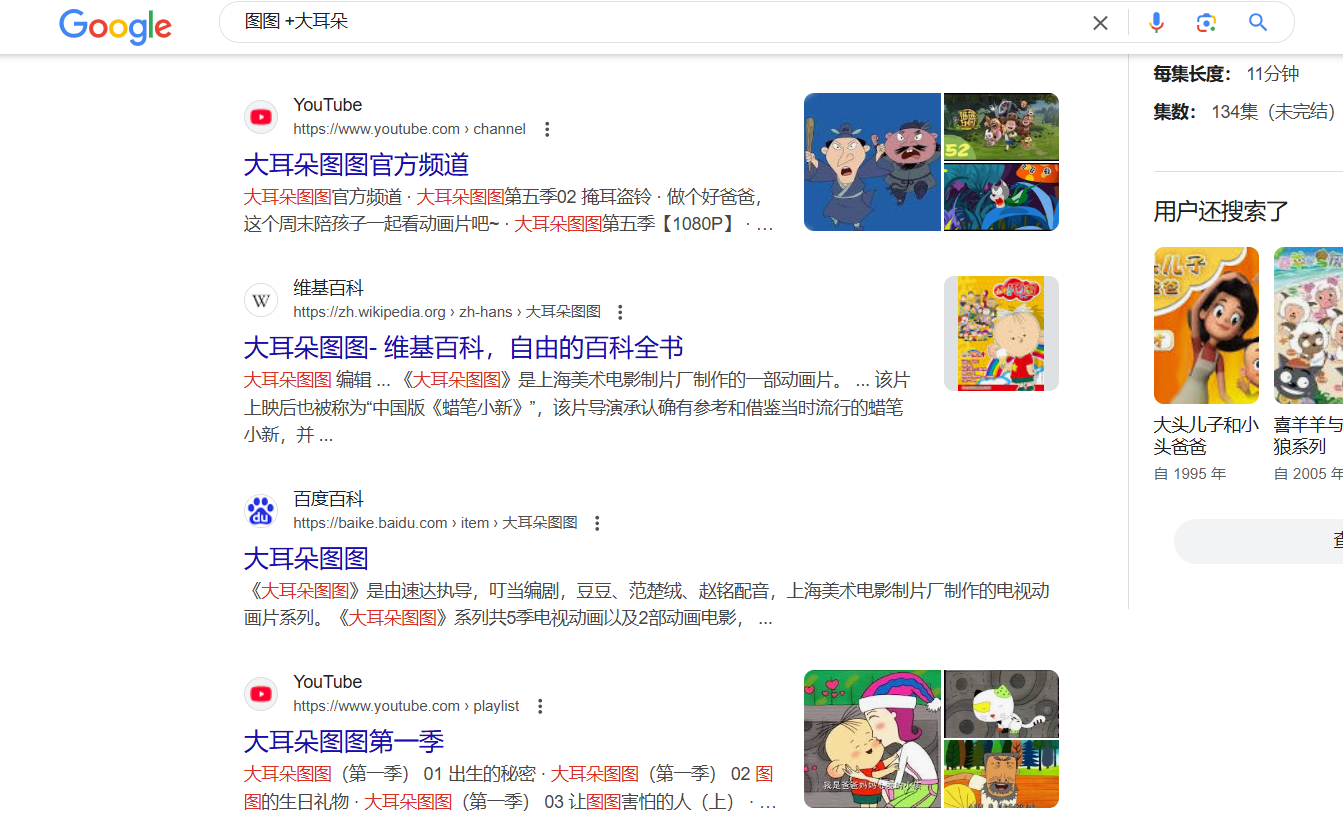 Google
图图 +大耳朵
YouTube
https://www.youtube.com › channel
大耳朵图图官方频道
大耳朵图图官方频道 · 大耳朵图图第五季02 掩耳盗铃 · 做个好爸爸，
这个周末陪孩子一起看动画片吧~ · 大耳朵图图第五季【1080P】 · ...
52
W
维基百科
https://zh.wikipedia.org › zh-hans › 大耳朵图图
大耳朵图图- 维基百科，自由的百科全书
大耳朵图图 编辑 ... 《大耳朵图图》是上海美术电影制片厂制作的一部动画片。 ... 该片
上映后也被称为“中国版《蜡笔小新》”，该片导演承认确有参考和借鉴当时流行的蜡笔
小新，并 ...
du
百度百科
https://baike.baidu.com › item › 大耳朵图图
大耳朵图图
《大耳朵图图》是由速达执导，叮当编剧，豆豆、范楚绒、赵铭配音，上海美术电影制片厂制作的电视动
画片系列。《大耳朵图图》系列共5季电视动画以及2部动画电影， ...
YouTube
https://www.youtube.com › playlist
大耳朵图图第一季
大耳朵图图（第一季） 01 出生的秘密 · 大耳朵图图（第一季） 02 图
图的生日礼物 · 大耳朵图图（第一季） 03 让图图害怕的人（上） · ...
每集长度： 11分钟
集数： 134集（未完结）
用户还搜索了
大头儿子和小
头爸爸
自 1995 年
喜羊羊与
狼系列
自 2005 年